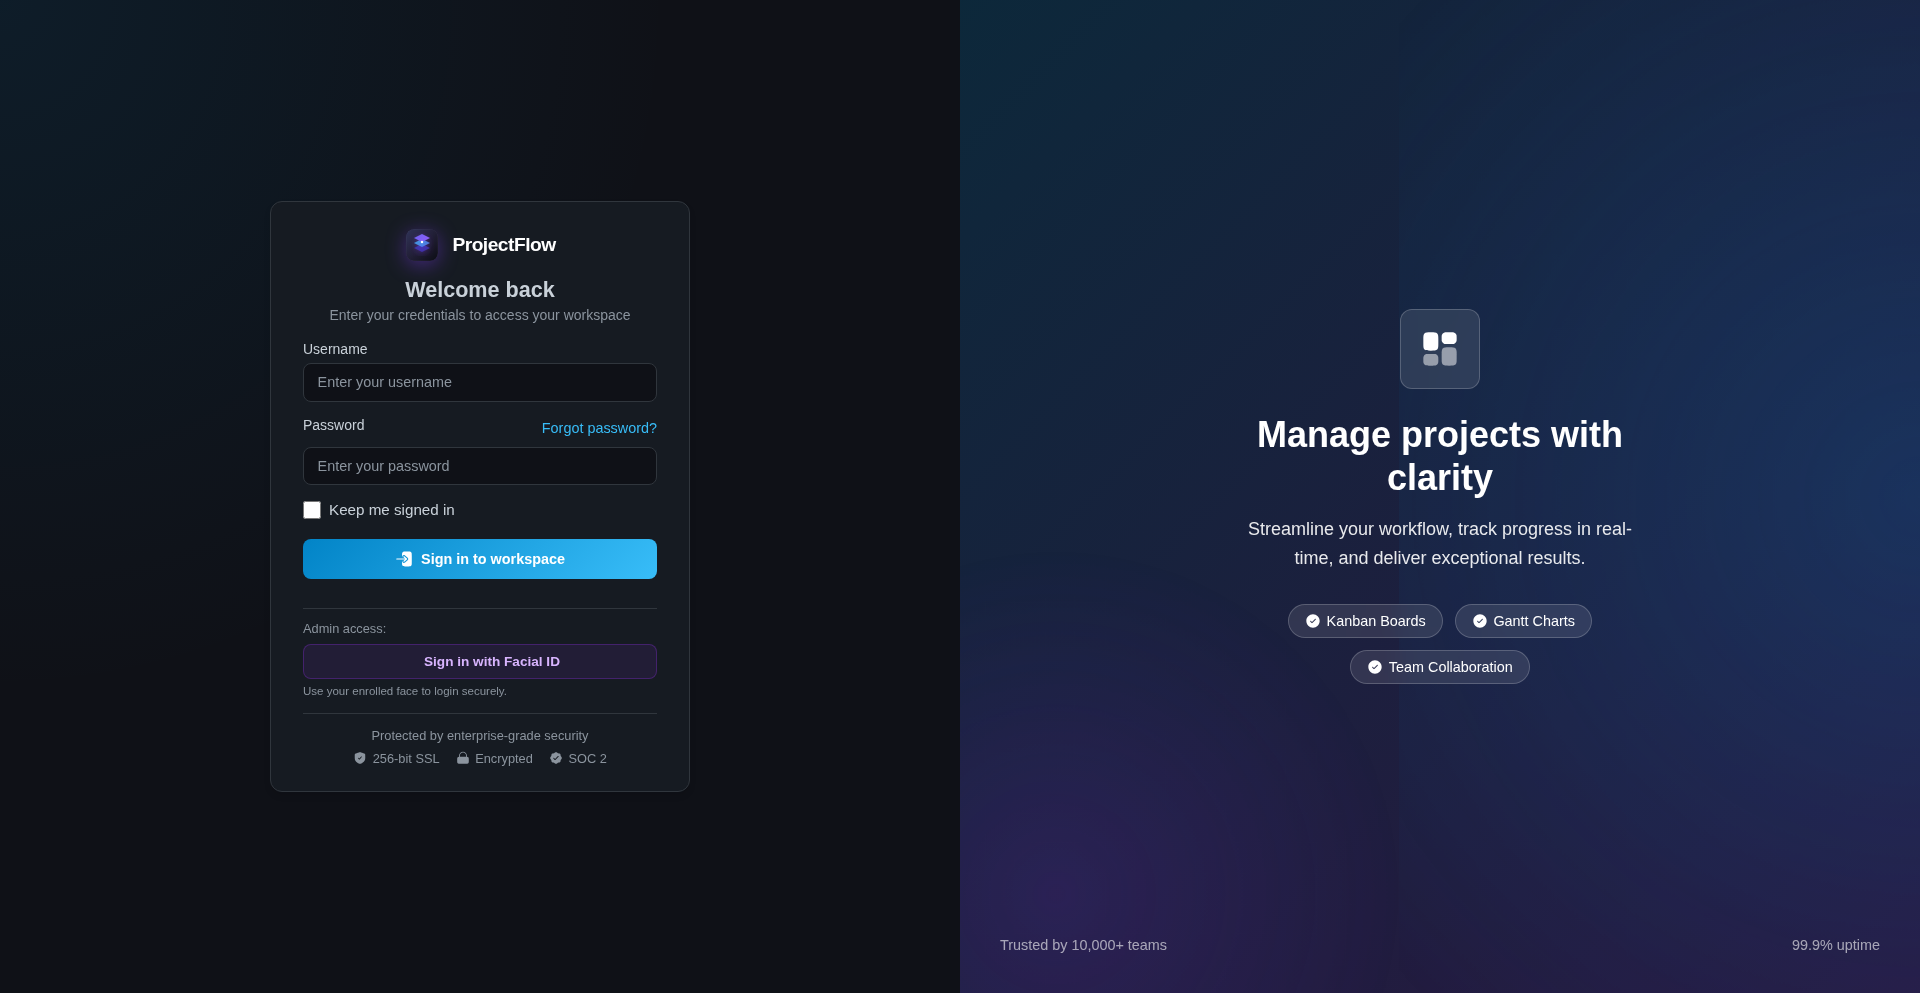 ProjectFlow
Welcome back
Enter your credentials to access your workspace
Username
Enter your username
Password
Forgot password?
Enter your password
Keep me signed in
Sign in to workspace
Admin access:
Sign in with Facial ID
Use your enrolled face to login securely.
Protected by enterprise-grade security
256-bit SSL
Encrypted
SOC 2
Manage projects with
clarity
Streamline your workflow, track progress in real-
time, and deliver exceptional results.
Kanban Boards
Gantt Charts
Team Collaboration
Trusted by 10,000+ teams
99.9% uptime